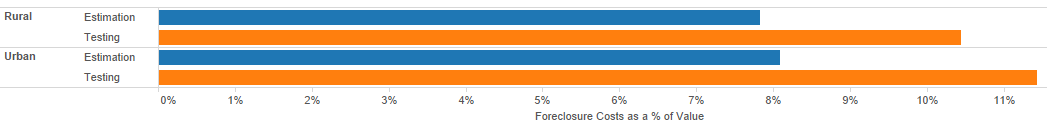 Rural Estimation
Testing
Urban Estimation
Testing
0% 1% 2% 3% 4% 5% 6% 7% 8% 9% 10% 11%
Foreclosure Costs as a % of Value